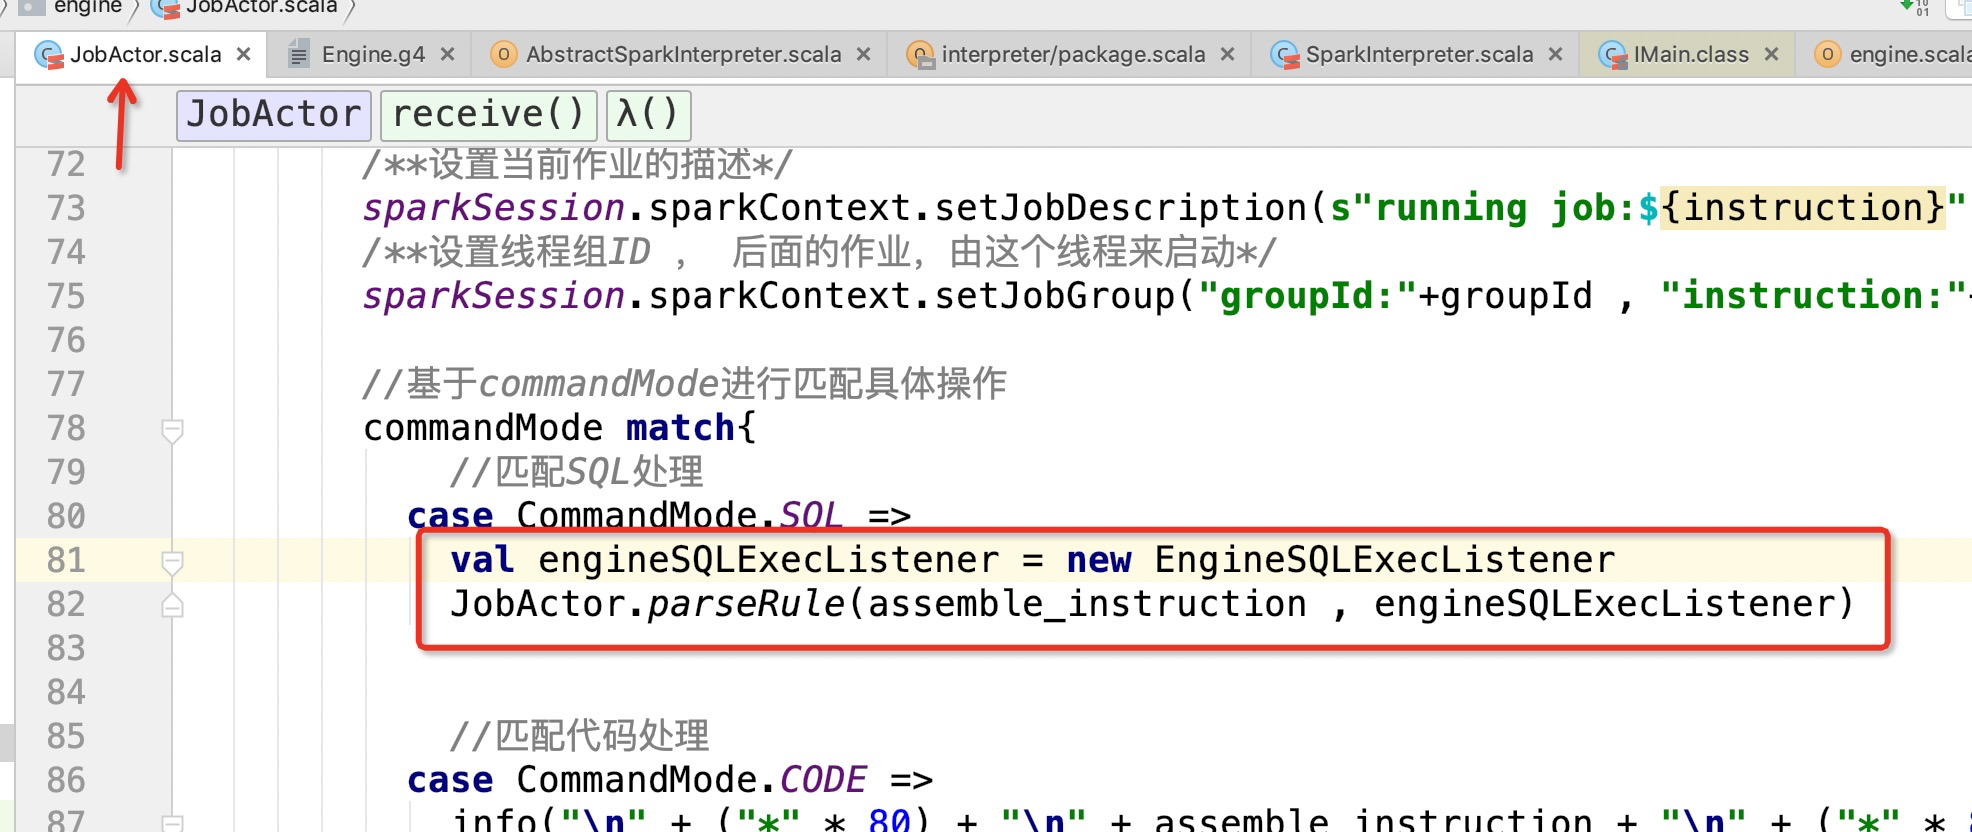 engine JobActor.scala
JobActor.scala Engine.g4 AbstractSparkInterpreter.scala interpreter/package.scala SparkInterpreter.scala IMain.class engine.scala
JobActor receive() λ()
72 /**设置当前作业的描述*/
73 sparkSession.sparkContext.setJobDescription(s"running job:${instruction}"
74 /**设置线程组ID , 后面的作业，由这个线程来启动*/
75 sparkSession.sparkContext.setJobGroup("groupId:"+groupId , "instruction:"+
76
77 //基于commandMode进行匹配具体操作
78 commandMode match{
79 //匹配SQL处理
80 case CommandMode.SQL =>
81 val engineSQLExecListener = new EngineSQLExecListener
82 JobActor.parseRule(assemble_instruction , engineSQLExecListener)
83
84
85 //匹配代码处理
86 case CommandMode.CODE =>
87 info("\n" + ("*" * 80) + "\n" + assemble_instruction + "\n" + ("*" *